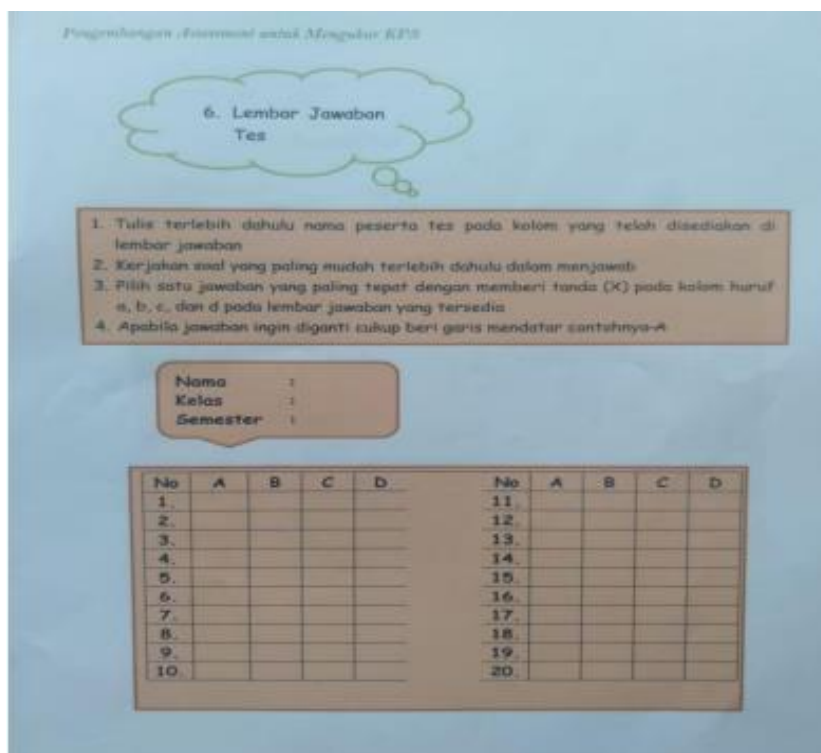 Pengembangan Assessment untuk Mengukur KPS
6. Lembar Jawaban
Tes
1. Tulis terlebih dahulu nama peserta tes pada kolom yang telah disediakan di
lembar jawaban
2. Kerjakan soal yang paling mudah terlebih dahulu dalam menjawab
3. Pilih satu jawaban yang paling tepat dengan memberi tanda (X) pada kolom huruf
a, b, c, dan d pada lembar jawaban yang tersedia
4. Apabila jawaban ingin diganti cukup beri garis mendatar contohnya-A
Nama :
Kelas :
Semester :
No A B C D No A B C D
1. 11.
2. 12.
3. 13.
4. 14.
5. 15.
6. 16.
7. 17.
8. 18.
9. 19.
10. 20.